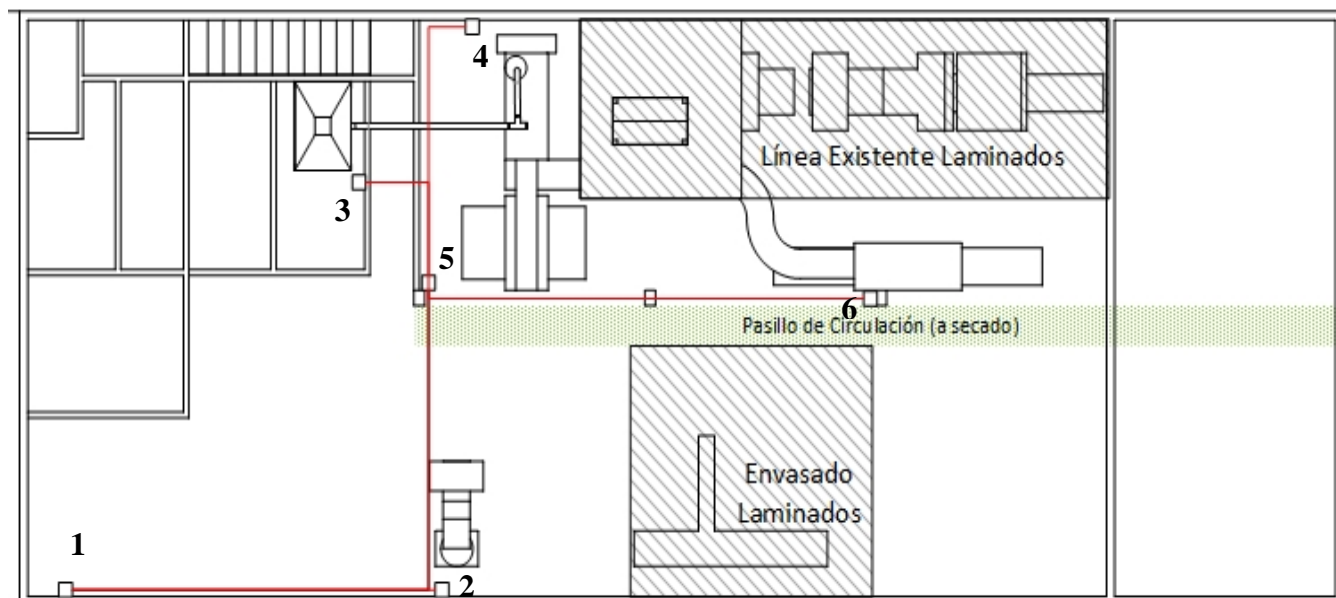 4
Línea Existente Laminados
3
5
6
Pasillo de Circulación (a secado)
Envasado
Laminados
1
2